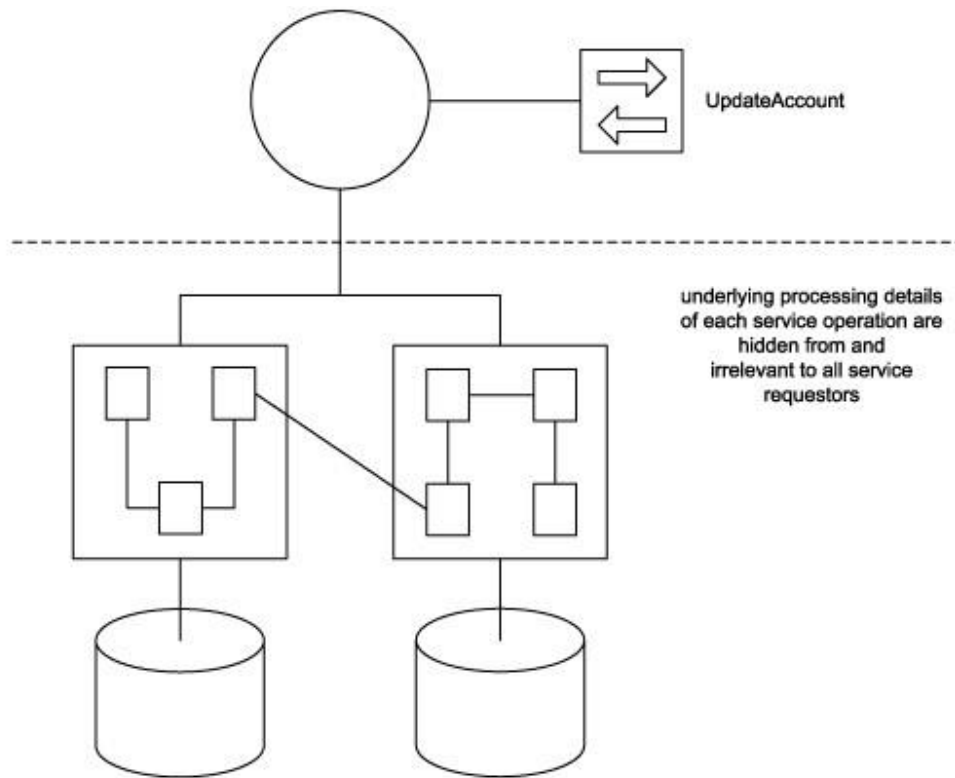 UpdateAccount
underlying processing details
of each service operation are
hidden from and
irrelevant to all service
requestors